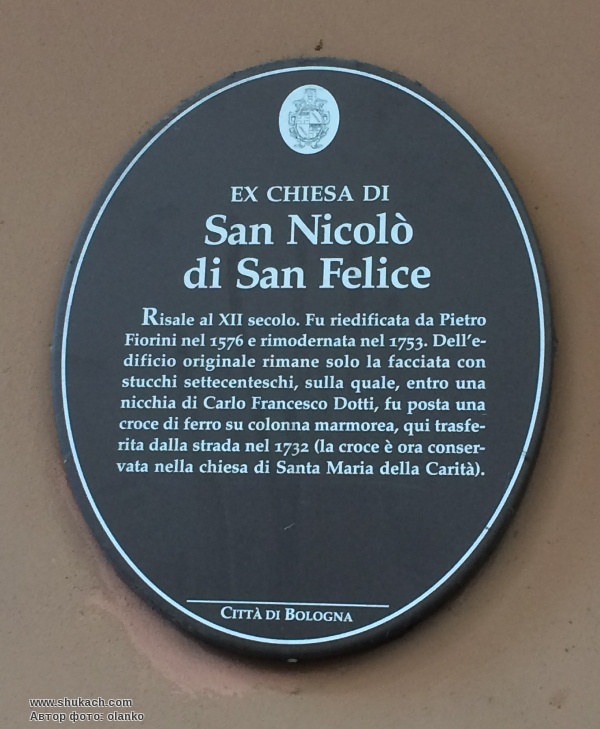 EX CHIESA DI
San Nicolò
di San Felice
Risale al XII secolo. Fu riedificata da Pietro
Fiorini nel 1576 e rimodernata nel 1753. Dell'e-
dificio originale rimane solo la facciata con
stucchi settecenteschi, sulla quale, entro una
nicchia di Carlo Francesco Dotti, fu posta una
croce di ferro su colonna marmorea, qui trasfe-
rita dalla strada nel 1732 (la croce è ora conser-
vata nella chiesa di Santa Maria della Carità).
CITTÀ DI BOLOGNA
www.shukach.com
Автор фото: olanko